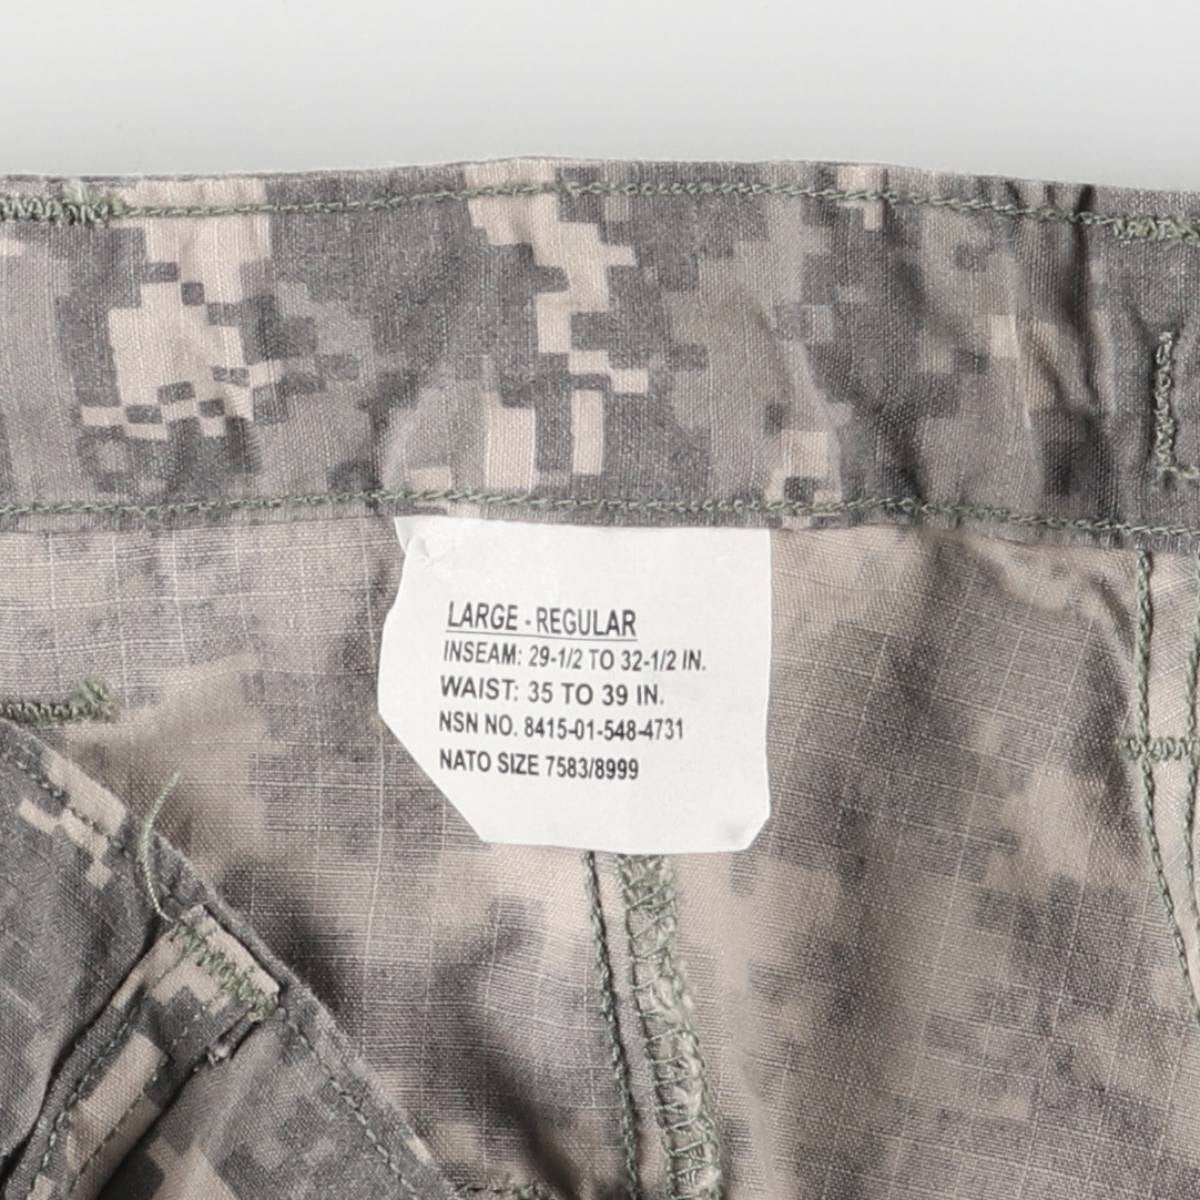 LARGE - REGULAR
INSEAM: 29-1/2 TO 32-1/2 IN.
WAIST: 35 TO 39 IN.
NSN NO. 8415-01-548-4731
NATO SIZE 7583/8999